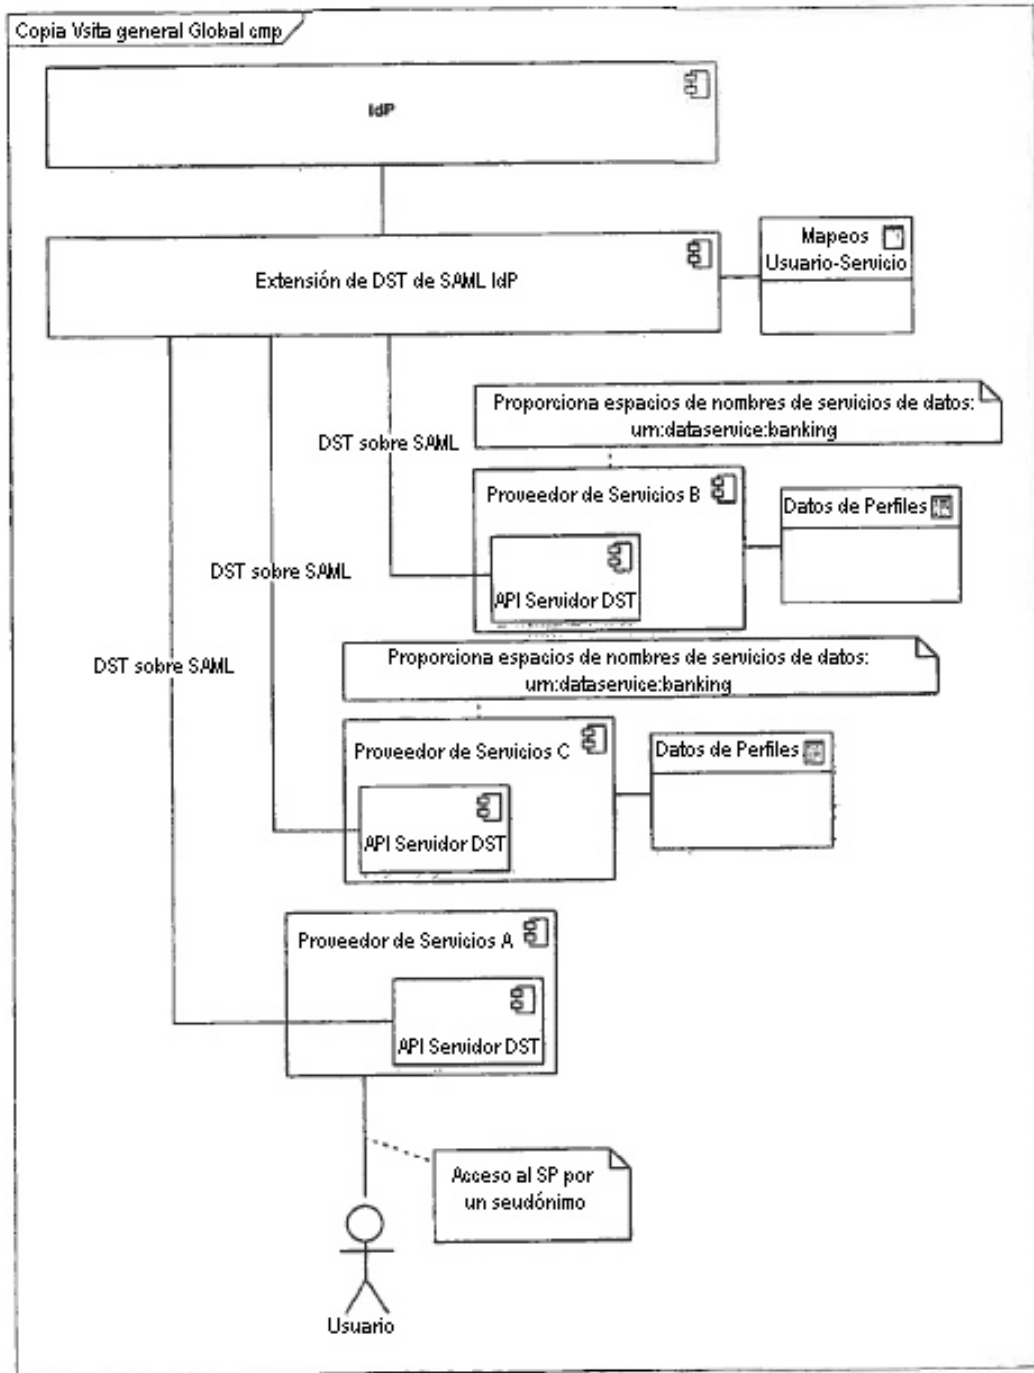 Copia Vsita general Global cmp
IdP
Extensión de DST de SAML IdP
Mapeos
Usuario-Servicio
Proporciona espacios de nombres de servicios de datos:
urn:dataservice:banking
DST sobre SAML
Proveedor de Servicios B
Datos de Perfiles
API Servidor DST
DST sobre SAML
Proporciona espacios de nombres de servicios de datos:
urn:dataservice:banking
DST sobre SAML
Proveedor de Servicios C
Datos de Perfiles
API Servidor DST
Proveedor de Servicios A
API Servidor DST
Acceso al SP por
un seudónimo
Usuario